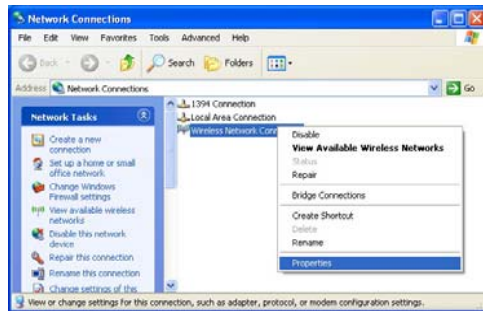 Network Connections
File Edit View Favorites Tools Advanced Help
Back Search Folders
Address Network Connections Go
Network Tasks
Create a new
connection
Set up a home or small
office network
Change Windows
Firewall settings
View available wireless
networks
Disable this network
device
Repair this connection
Rename this connection
Change settings of this
1394 Connection
Local Area Connection
Wireless Network Conn
Disable
View Available Wireless Networks
Status
Repair
Bridge Connections
Create Shortcut
Delete
Rename
Properties
View or change settings for this connection, such as adapter, protocol, or modem configuration settings.